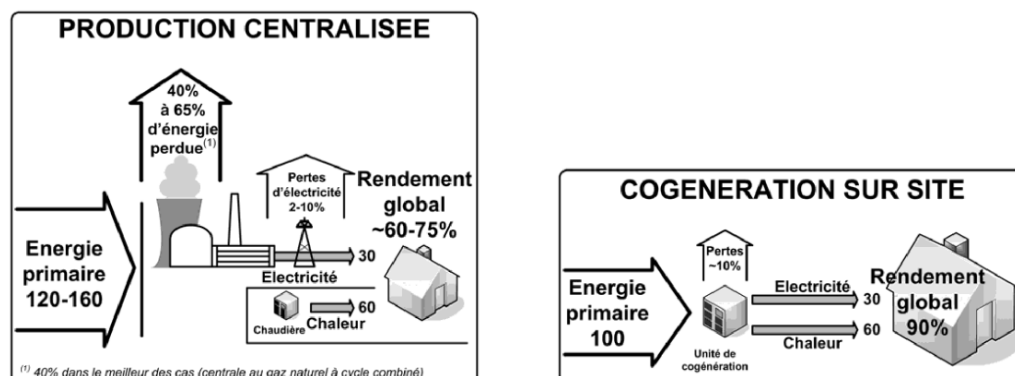 PRODUCTION CENTRALISEE
40%
à 65%
d'énergie
perdue(1)
Pertes
d'électricité
2-10%
Rendement
global
~60-75%
Energie
primaire
120-160
30
Electricité
60
Chaudière
Chaleur
(1) 40% dans le meilleur des cas (centrale au gaz naturel à cycle combiné)
COGENERATION SUR SITE
Pertes
~10%
Energie
primaire
100
Electricité
30
60
Chaleur
Rendement
global
90%
Unité de
cogénération